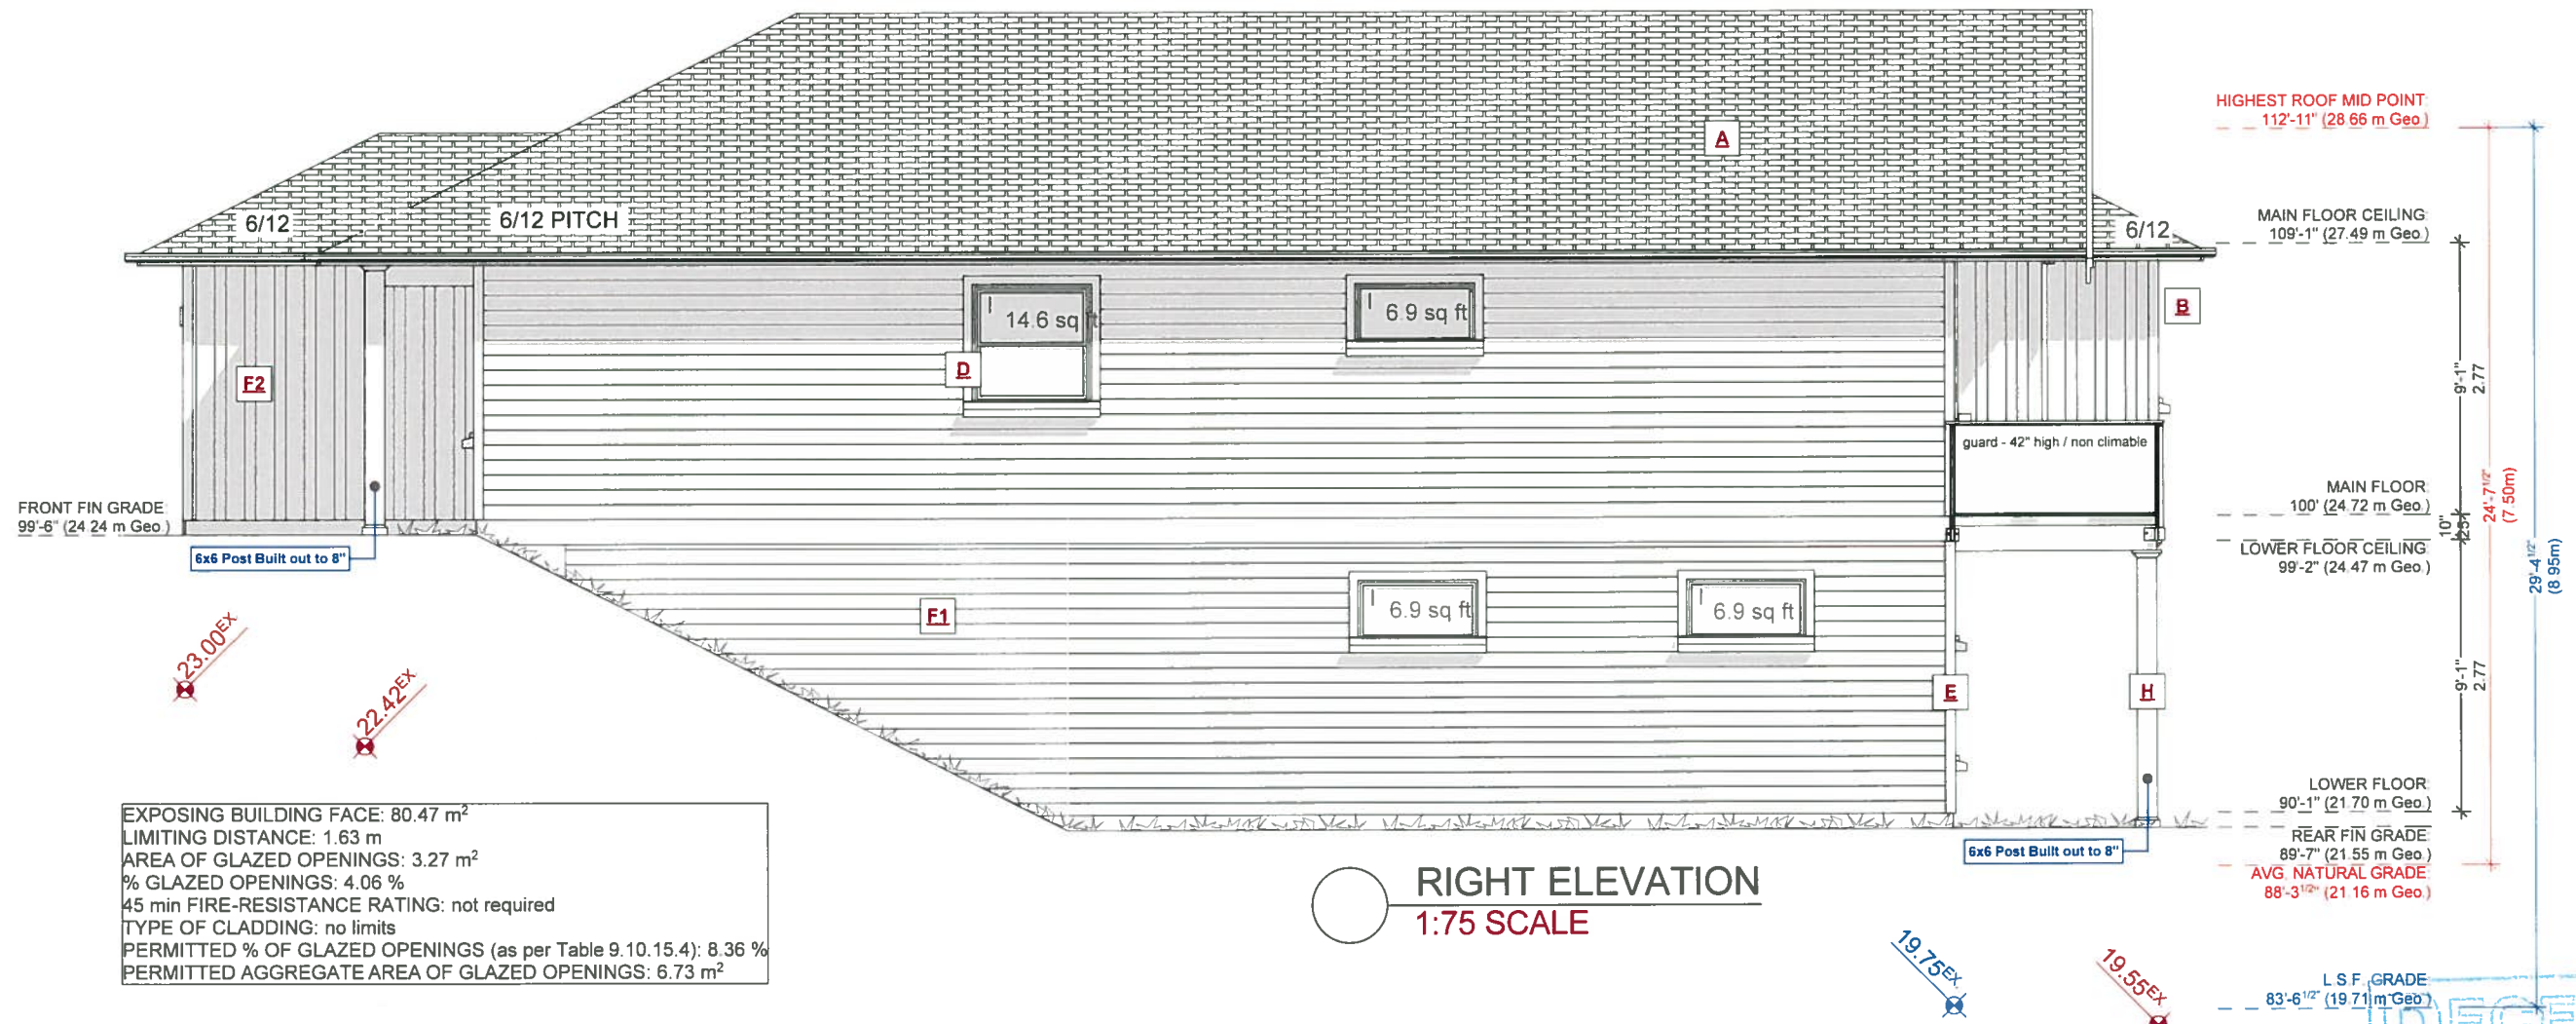 HIGHEST ROOF MID POINT:
112'-11" (28.66 m Geo.)
A
6/12
6/12 PITCH
6/12
MAIN FLOOR CEILING:
109'-1" (27.49 m Geo.)
14.6 sq ft
6.9 sq ft
B
D
F2
9'-1"
2.77
guard - 42" high / non climable
FRONT FIN GRADE:
99'-6" (24.24 m Geo.)
MAIN FLOOR:
100' (24.72 m Geo.)
10"
.25
24'-7 1/2"
(7.50m)
6x6 Post Built out to 8"
LOWER FLOOR CEILING:
99'-2" (24.47 m Geo.)
29'-4 1/2"
(8.95m)
F1
6.9 sq ft
6.9 sq ft
23.00EX.
22.42EX.
E
H
9'-1"
2.77
LOWER FLOOR:
90'-1" (21.70 m Geo.)
REAR FIN GRADE:
89'-7" (21.55 m Geo.)
6x6 Post Built out to 8"
AVG. NATURAL GRADE:
88'-3 1/2" (21.16 m Geo.)
EXPOSING BUILDING FACE: 80.47 m²
LIMITING DISTANCE: 1.63 m
AREA OF GLAZED OPENINGS: 3.27 m²
% GLAZED OPENINGS: 4.06 %
45 min FIRE-RESISTANCE RATING: not required
TYPE OF CLADDING: no limits
PERMITTED % OF GLAZED OPENINGS (as per Table 9.10.15.4): 8.36 %
PERMITTED AGGREGATE AREA OF GLAZED OPENINGS: 6.73 m²
RIGHT ELEVATION
1:75 SCALE
19.75EX.
19.55EX.
L.S.F. GRADE:
83'-6 1/2" (19.71 m Geo.)